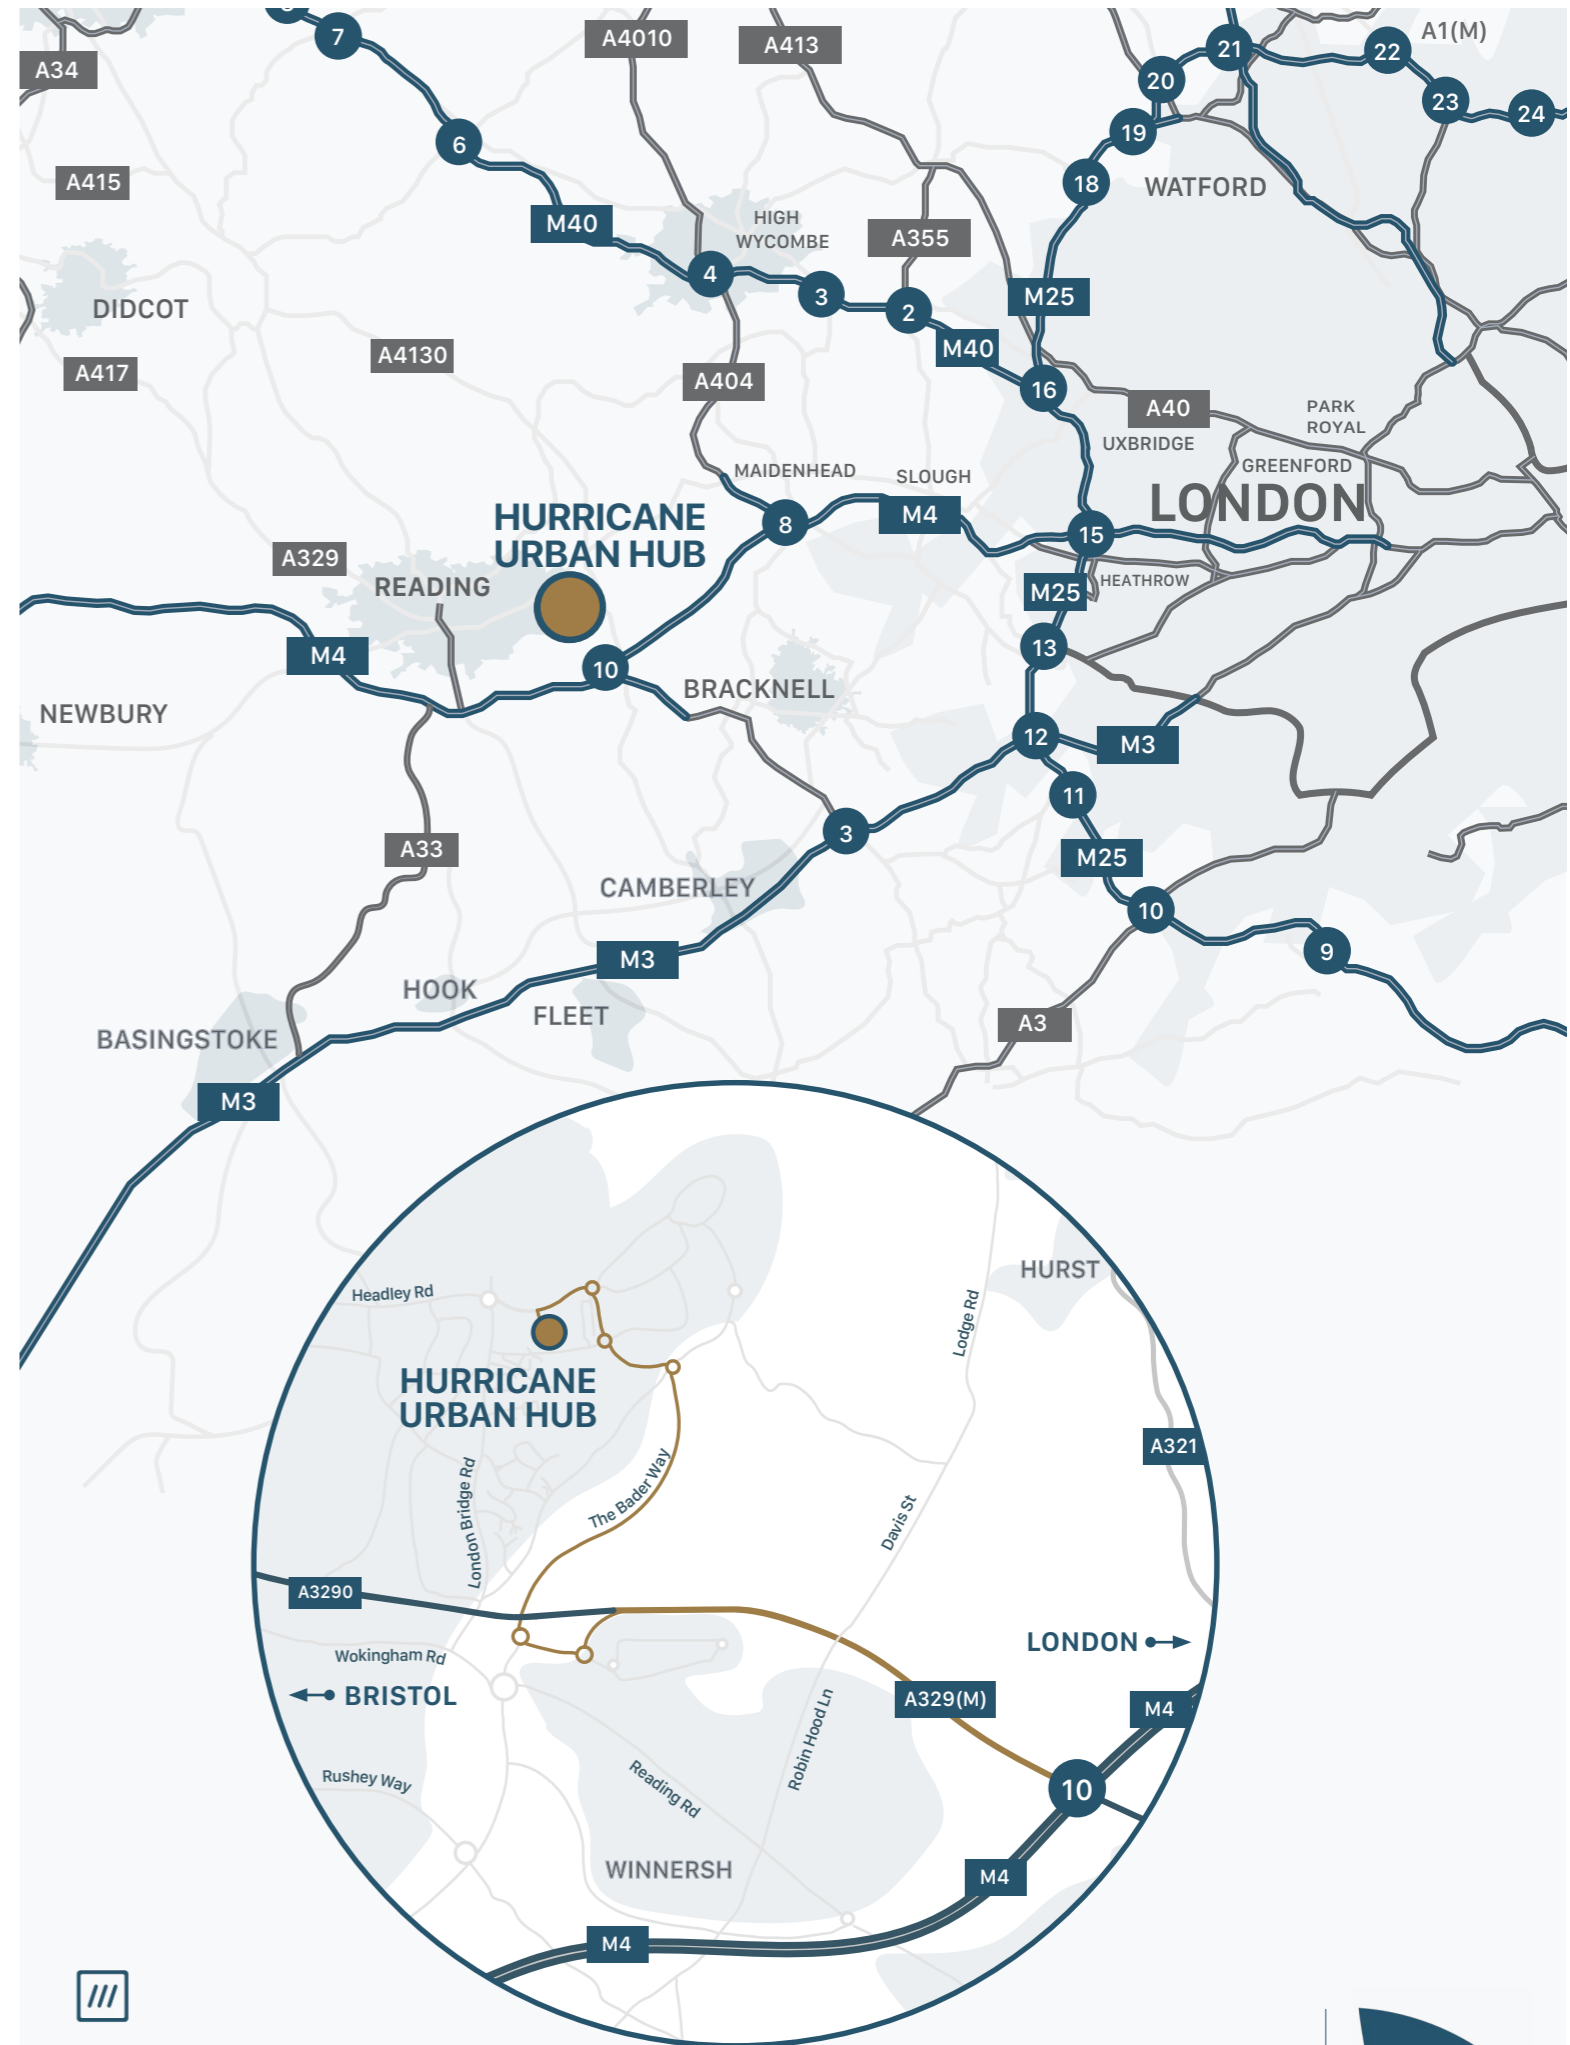 7
A34
A4010
A413
21
22
A1(M)
20
23
24
19
6
A415
18
WATFORD
M40
HIGH
WYCOMBE
A355
4
3
2
M25
DIDCOT
A417
A4130
A404
M40
16
A40
PARK
ROYAL
UXBRIDGE
GREENFORD
MAIDENHEAD
SLOUGH
LONDON
HURRICANE
URBAN HUB
8
M4
15
A329
READING
HEATHROW
M25
M4
10
13
BRACKNELL
NEWBURY
12
M3
11
3
A33
M25
CAMBERLEY
10
M3
9
HOOK
FLEET
A3
BASINGSTOKE
M3
HURST
Headley Rd
Lodge Rd
HURRICANE
URBAN HUB
A321
London Bridge Rd
The Bader Way
Davis St
A3290
LONDON
Wokingham Rd
BRISTOL
A329(M)
M4
Robin Hood Ln
Rushey Way
Reading Rd
10
WINNERSH
M4
M4